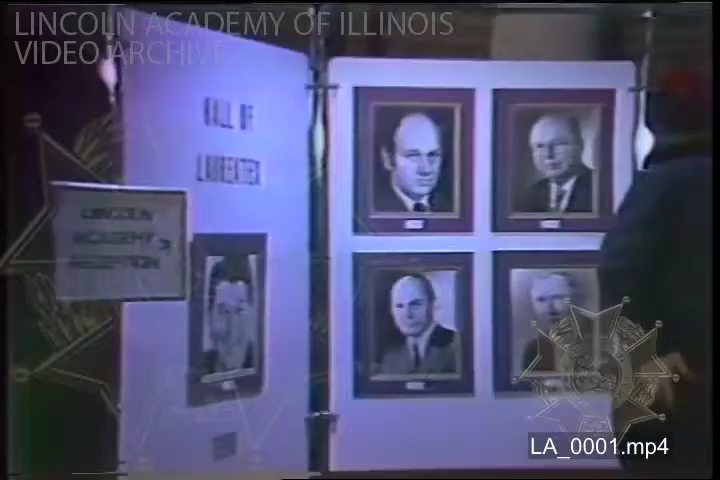 LINCOLN ACADEMY OF ILLINOIS
VIDEO ARCHIVE
HALL OF
LAUREATES
LINCOLN
ACADEMY
RECEPTION
LA_0001.mp4